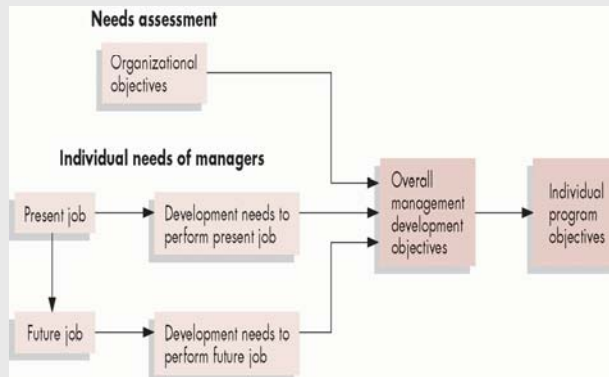 Needs assessment
Organizational
objectives
Individual needs of managers
Present job
Development needs to
perform present job
Overall
management
development
objectives
Individual
program
objectives
Future job
Development needs to
perform future job